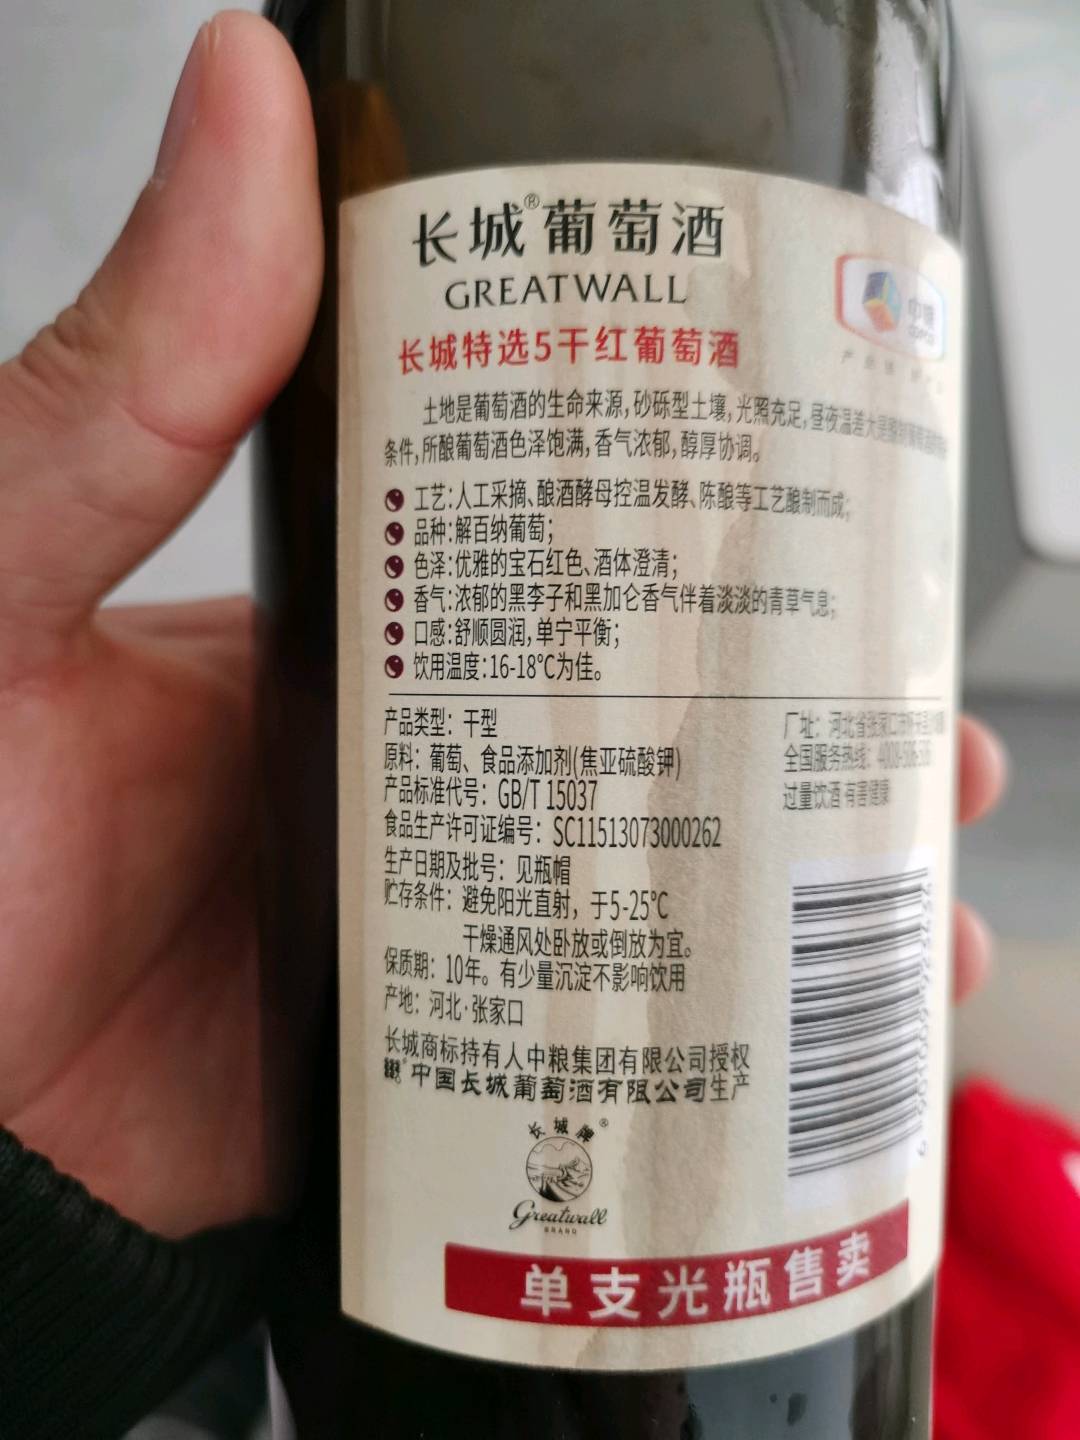 长城®葡萄酒
GREATWALL
中粮
COFCO
长城特选5干红葡萄酒
土地是葡萄酒的生命来源,砂砾型土壤,光照充足,昼夜温差大是
条件,所酿葡萄酒色泽饱满,香气浓郁,醇厚协调。
工艺:人工采摘、酿酒酵母控温发酵、陈酿等工艺酿制而成;
品种:解百纳葡萄;
色泽:优雅的宝石红色、酒体澄清;
香气:浓郁的黑李子和黑加仑香气伴着淡淡的青草气息;
口感:舒顺圆润,单宁平衡;
饮用温度:16-18°C为佳。
产品类型：干型
原料：葡萄、食品添加剂(焦亚硫酸钾)
产品标准代号：GB/T 15037
食品生产许可证编号：SC11513073000262
生产日期及批号：见瓶帽
贮存条件：避免阳光直射，于5-25°C
干燥通风处卧放或倒放为宜。
保质期：10年。有少量沉淀不影响饮用
产地：河北·张家口
厂址：河北省张家口市怀来县
全国服务热线：
过量饮酒 有害健康
长城商标持有人中粮集团有限公司授权
中国长城葡萄酒有限公司生产
长城牌®
Greatwall
BRAND
单支光瓶售卖